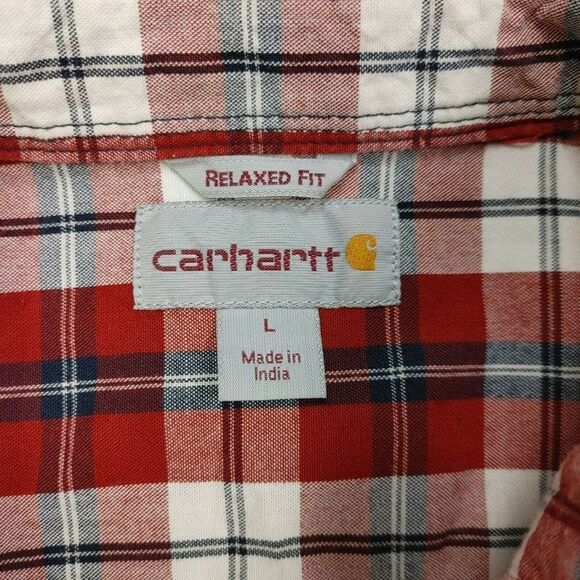 RELAXED FIT
carhartt
L
Made in
India